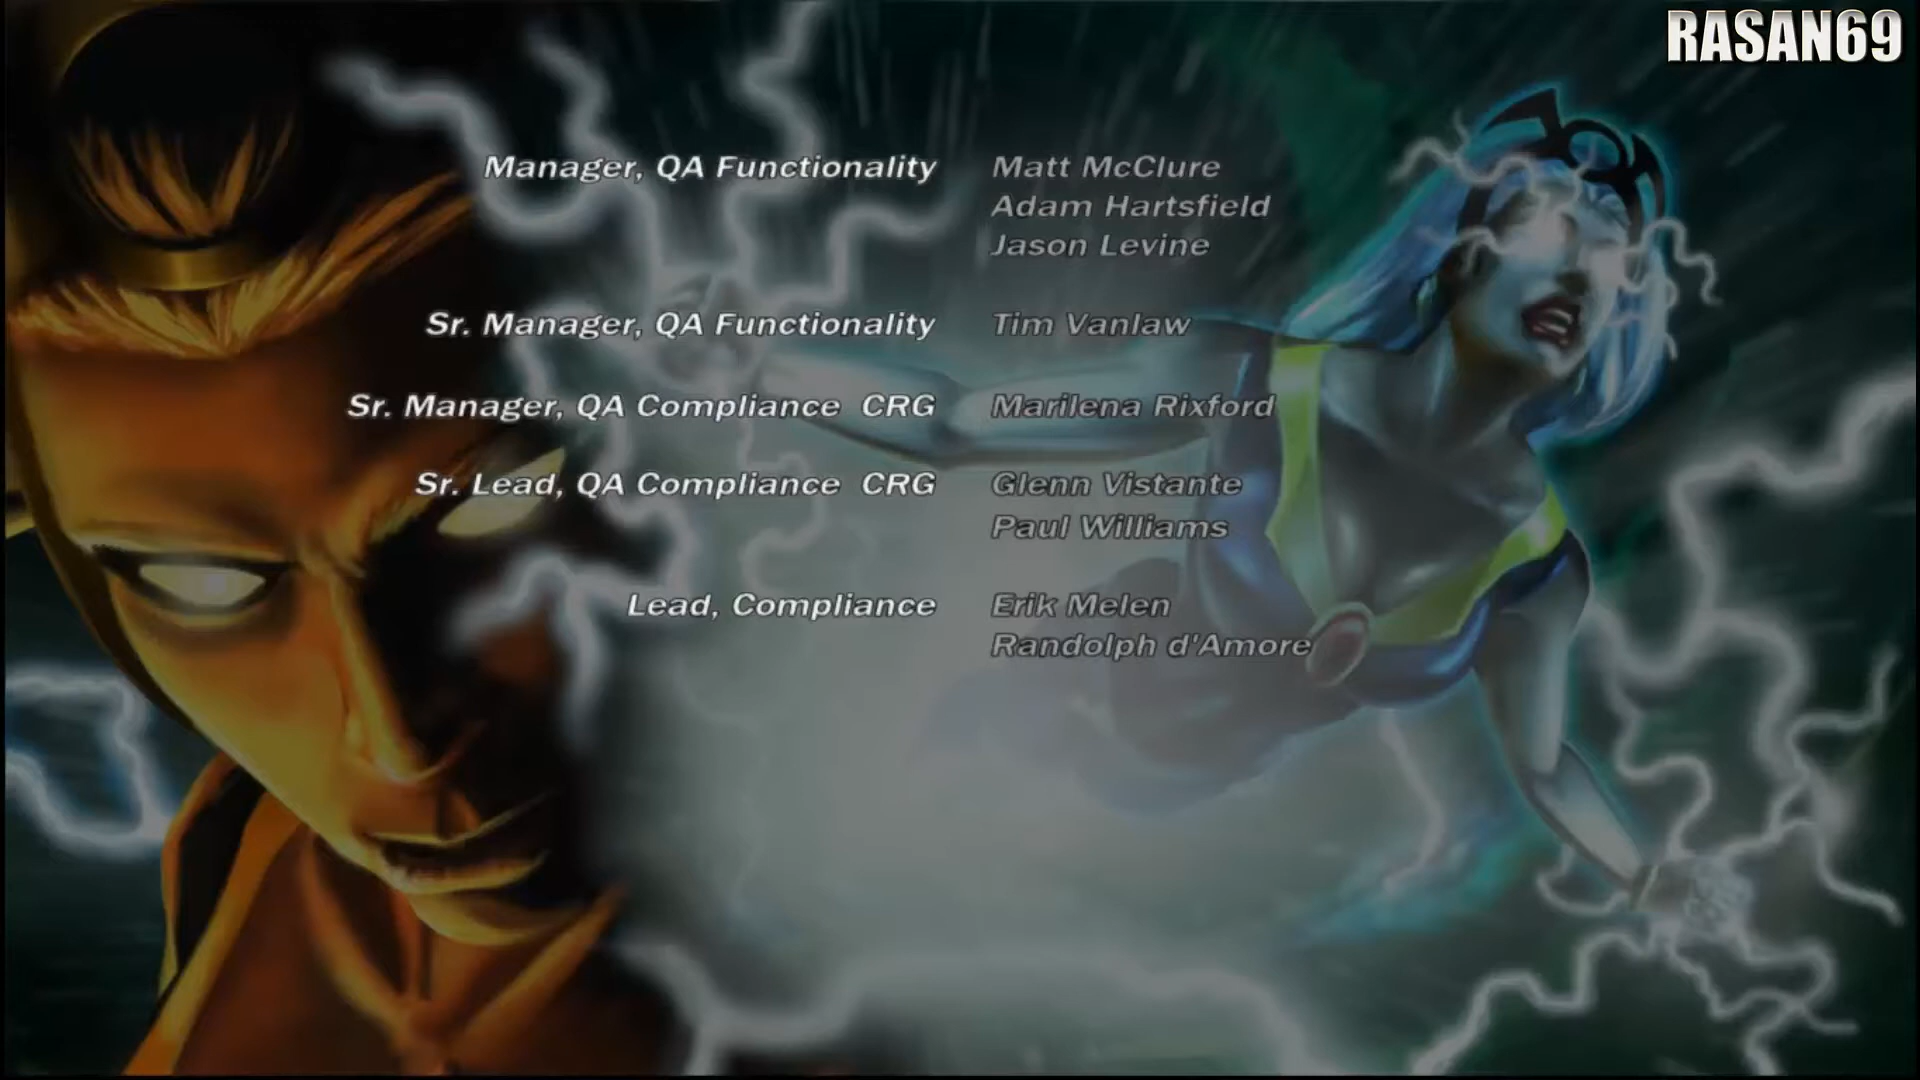 RASAN69
Manager, QA Functionality Matt McClure
Adam Hartsfield
Jason Levine
Sr. Manager, QA Functionality Tim Vanlaw
Sr. Manager, QA Compliance CRG Marilena Rixford
Sr. Lead, QA Compliance CRG Glenn Vistante
Paul Williams
Lead, Compliance Erik Melen
Randolph d'Amore